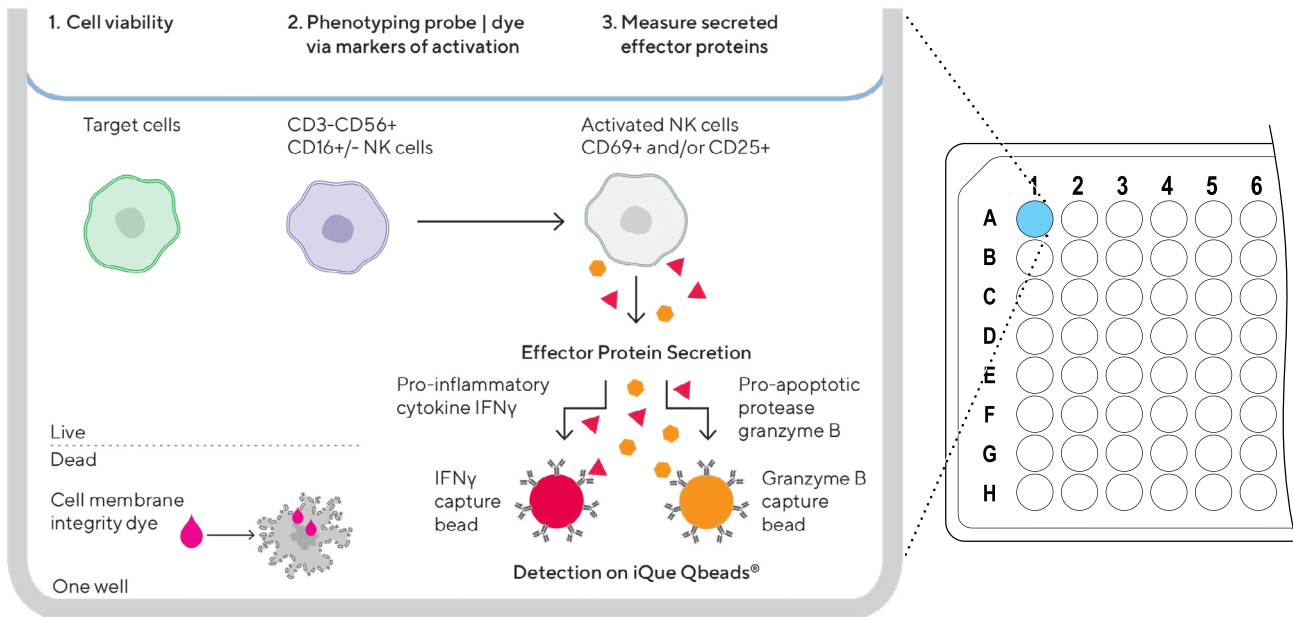 1. Cell viability
2. Phenotyping probe | dye
via markers of activation
3. Measure secreted
effector proteins
Target cells
CD3-CD56+
CD16+/- NK cells
Activated NK cells
CD69+ and/or CD25+
Effector Protein Secretion
Pro-inflammatory
cytokine IFNγ
Pro-apoptotic
protease
granzyme B
Live
Dead
Cell membrane
integrity dye
IFNγ
capture
bead
Granzyme B
capture
bead
Detection on iQue Qbeads®
One well
1 2 3 4 5 6
A
B
C
D
E
F
G
H